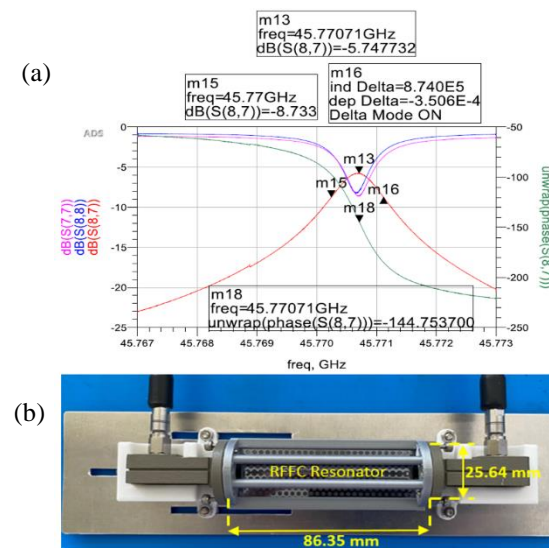 m13
freq=45.77071GHz
dB(S(8,7))=-5.747732
(a)
m15
freq=45.77GHz
dB(S(8,7))=-8.733
m16
ind Delta=8.740E5
dep Delta=-3.506E-4
Delta Mode ON
ADS
0
-5
-10
-15
-20
-25
-50
-100
-150
-200
-250
dB(S(7,7))
dB(S(8,8))
dB(S(8,7))
unwrap(phase(S(8,7)))
m13
m15
m16
m18
m18
freq=45.77071GHz
unwrap(phase(S(8,7)))=-144.753700
45.767 45.768 45.769 45.770 45.771 45.772 45.773
freq, GHz
(b)
RFFC Resonator
25.64 mm
86.35 mm